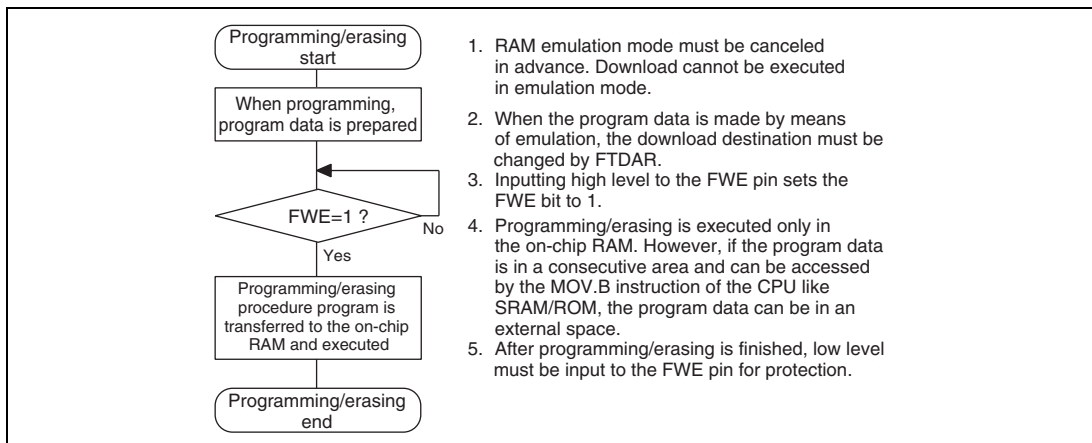 Programming/erasing
start
When programming,
program data is prepared
FWE=1 ?
No
Yes
Programming/erasing
procedure program is
transferred to the on-chip
RAM and executed
Programming/erasing
end
1. RAM emulation mode must be canceled
in advance. Download cannot be executed
in emulation mode.
2. When the program data is made by means
of emulation, the download destination must be
changed by FTDAR.
3. Inputting high level to the FWE pin sets the
FWE bit to 1.
4. Programming/erasing is executed only in
the on-chip RAM. However, if the program data
is in a consecutive area and can be accessed
by the MOV.B instruction of the CPU like
SRAM/ROM, the program data can be in an
external space.
5. After programming/erasing is finished, low level
must be input to the FWE pin for protection.